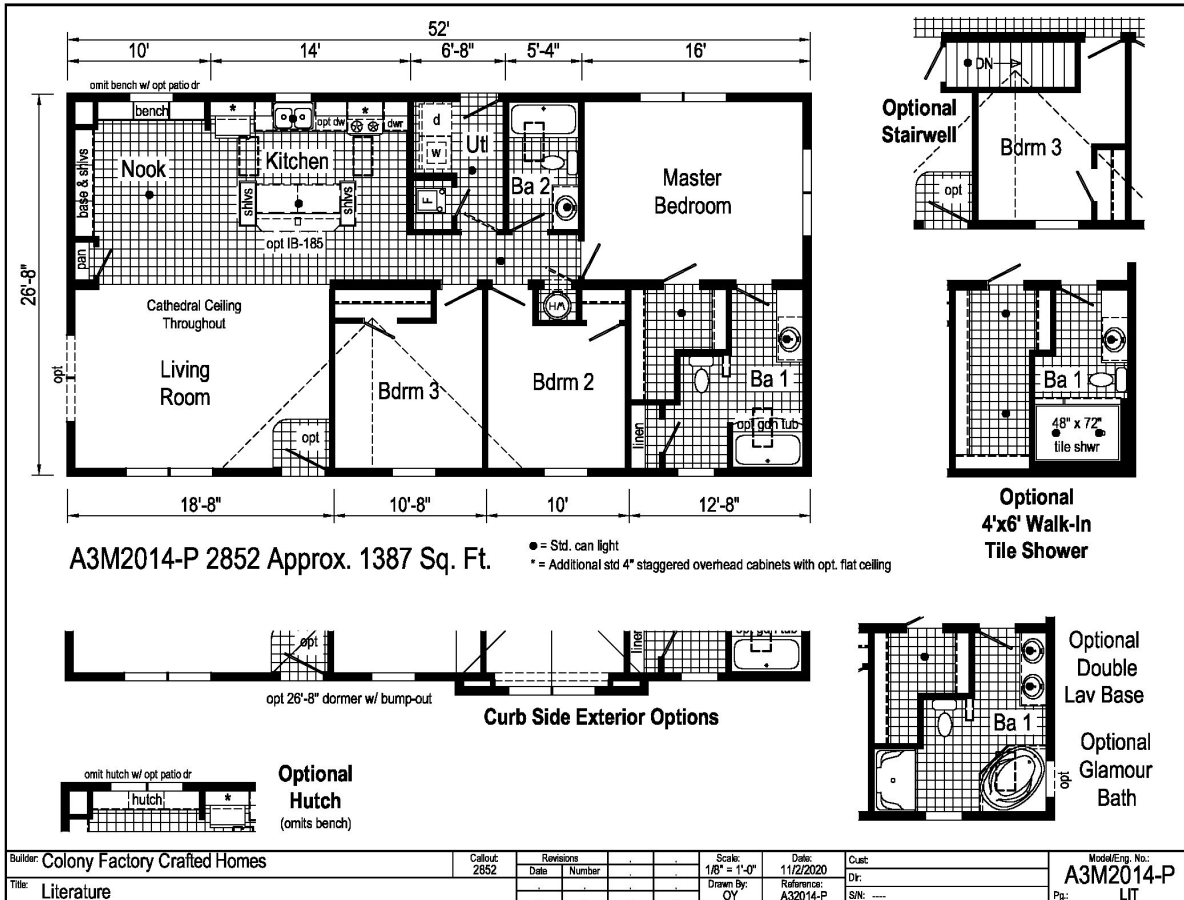 52'
10'
14'
6'-8"
5'-4"
16'
omit bench w/ opt patio dr
bench
*
opt dw
*
dwr
d
w
Utl
base & shlvs
Nook
Kitchen
shlvs
shlvs
opt IB-185
F
Ba 2
Master
Bedroom
26'-8"
pan
Cathedral Ceiling
Throughout
Living
Room
opt
opt
Bdrm 3
Bdrm 2
Ba 1
linen
opt gdn tub
18'-8"
10'-8"
10'
12'-8"
A3M2014-P 2852 Approx. 1387 Sq. Ft.
● = Std. can light
* = Additional std 4" staggered overhead cabinets with opt. flat ceiling
DN
Optional
Stairwell
Bdrm 3
opt
Ba 1
48" x 72"
tile shwr
Optional
4'x6' Walk-In
Tile Shower
opt
linen
opt gdn tub
opt 26'-8" dormer w/ bump-out
Curb Side Exterior Options
Optional
Double
Lav Base
Ba 1
Optional
Glamour
Bath
opt
omit hutch w/ opt patio dr
hutch
*
Optional
Hutch
(omits bench)
Builder: Colony Factory Crafted Homes
Title: Literature
Callout:
2852
Revisions
Date Number
Scale:
1/8" = 1'-0"
Date:
11/2/2020
Drawn By:
OY
Reference:
A32014-P
Cust:
Dlr:
S/N: ----
Model/Eng. No.:
A3M2014-P
Pg.: LIT